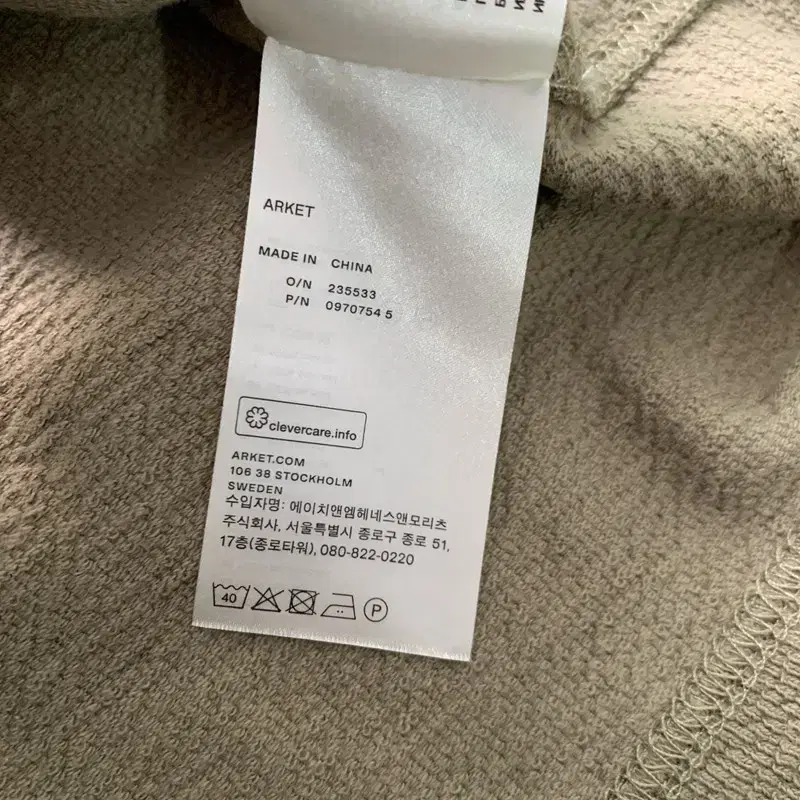 ARKET
MADE IN CHINA
O/N 235533
P/N 0970754 5
clevercare.info
ARKET.COM
106 38 STOCKHOLM
SWEDEN
수입자명: 에이치앤엠헤네스앤모리츠
주식회사, 서울특별시 종로구 종로 51,
17층(종로타워), 080-822-0220
40
P